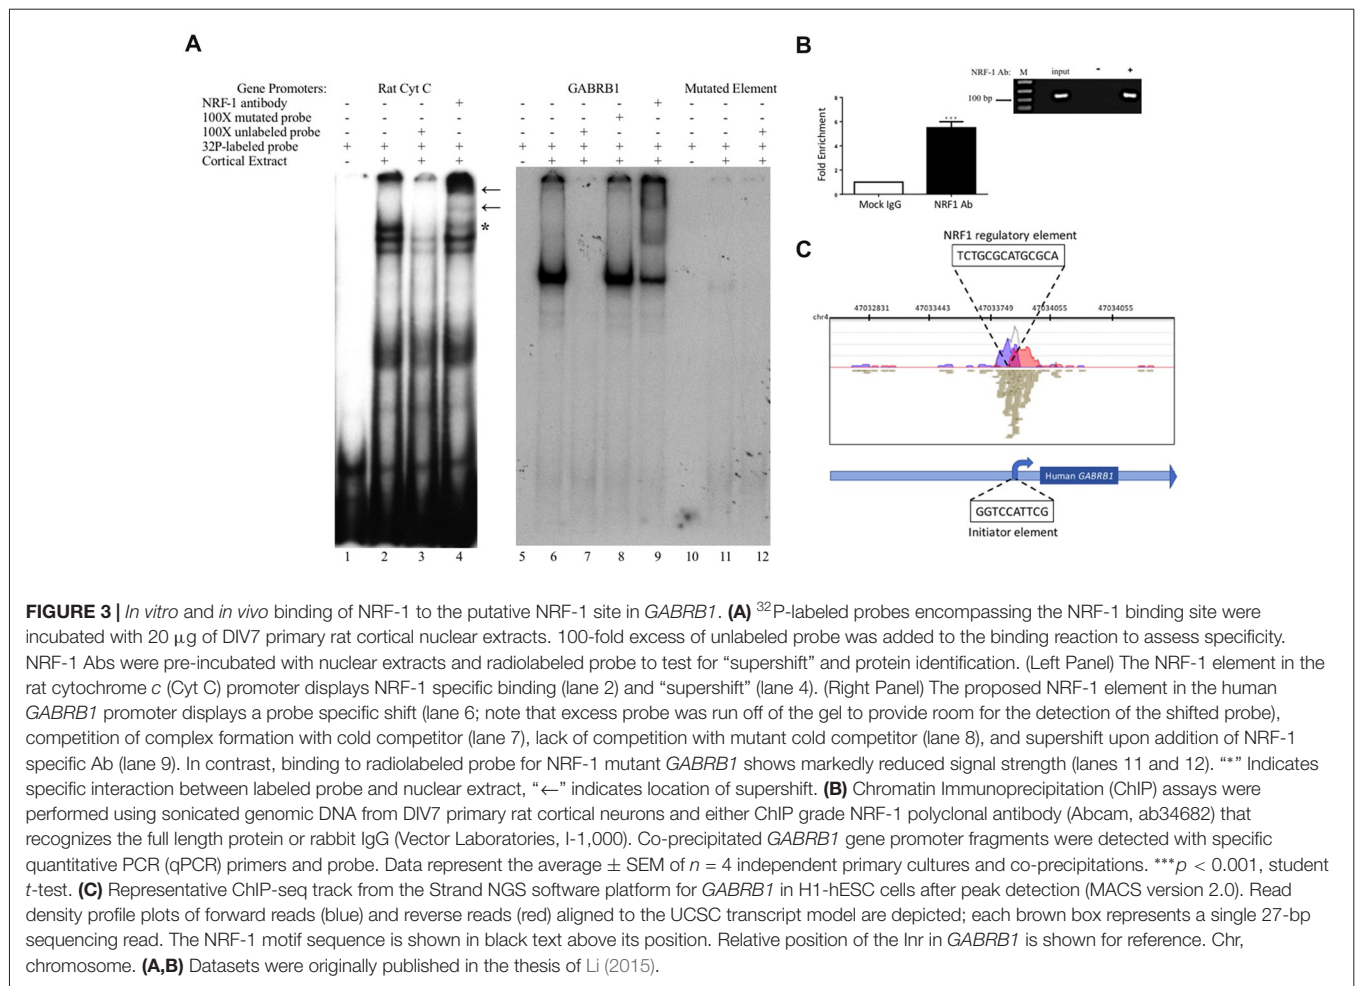 A
Gene Promoters: Rat Cyt C GABRB1 Mutated Element
NRF-1 antibody - - - + - - - - + - - -
100X mutated probe - - - - - - - + - - - -
100X unlabeled probe - - + - - - + - - - - +
32P-labeled probe + + + + + + + + + + + +
Cortical Extract - + + + - + + + + - + +
←
←
*
1 2 3 4 5 6 7 8 9 10 11 12
B
NRF-1 Ab: M input - +
100 bp
Fold Enrichment
8
6
4
2
0
***
Mock IgG NRF1 Ab
C
NRF1 regulatory element
TCTGCGCATGCGCA
chr4 47032831 47033443 47033749 47034055 47034055
Human GABRB1
GGTCCATTCG
Initiator element
FIGURE 3 | In vitro and in vivo binding of NRF-1 to the putative NRF-1 site in GABRB1. (A) 32P-labeled probes encompassing the NRF-1 binding site were
incubated with 20 μg of DIV7 primary rat cortical nuclear extracts. 100-fold excess of unlabeled probe was added to the binding reaction to assess specificity.
NRF-1 Abs were pre-incubated with nuclear extracts and radiolabeled probe to test for “supershift” and protein identification. (Left Panel) The NRF-1 element in the
rat cytochrome c (Cyt C) promoter displays NRF-1 specific binding (lane 2) and “supershift” (lane 4). (Right Panel) The proposed NRF-1 element in the human
GABRB1 promoter displays a probe specific shift (lane 6; note that excess probe was run off of the gel to provide room for the detection of the shifted probe),
competition of complex formation with cold competitor (lane 7), lack of competition with mutant cold competitor (lane 8), and supershift upon addition of NRF-1
specific Ab (lane 9). In contrast, binding to radiolabeled probe for NRF-1 mutant GABRB1 shows markedly reduced signal strength (lanes 11 and 12). “*” Indicates
specific interaction between labeled probe and nuclear extract, “←” indicates location of supershift. (B) Chromatin Immunoprecipitation (ChIP) assays were
performed using sonicated genomic DNA from DIV7 primary rat cortical neurons and either ChIP grade NRF-1 polyclonal antibody (Abcam, ab34682) that
recognizes the full length protein or rabbit IgG (Vector Laboratories, I-1,000). Co-precipitated GABRB1 gene promoter fragments were detected with specific
quantitative PCR (qPCR) primers and probe. Data represent the average ± SEM of n = 4 independent primary cultures and co-precipitations. ***p < 0.001, student
t-test. (C) Representative ChIP-seq track from the Strand NGS software platform for GABRB1 in H1-hESC cells after peak detection (MACS version 2.0). Read
density profile plots of forward reads (blue) and reverse reads (red) aligned to the UCSC transcript model are depicted; each brown box represents a single 27-bp
sequencing read. The NRF-1 motif sequence is shown in black text above its position. Relative position of the Inr in GABRB1 is shown for reference. Chr,
chromosome. (A,B) Datasets were originally published in the thesis of Li (2015).